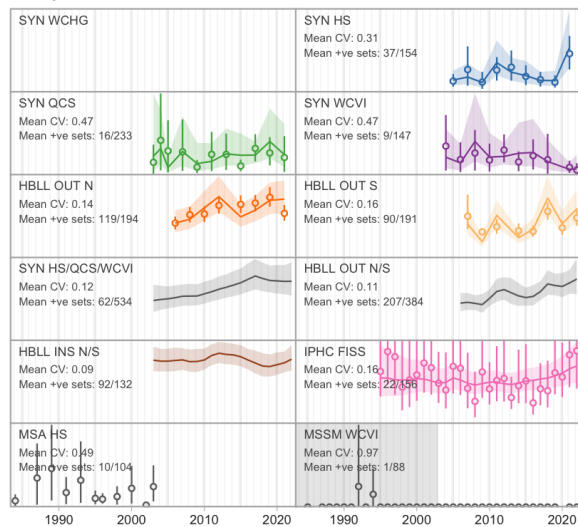 SYN WCHG
SYN HS
Mean CV: 0.31
Mean +ve sets: 37/154
SYN QCS
Mean CV: 0.47
Mean +ve sets: 16/233
SYN WCVI
Mean CV: 0.47
Mean +ve sets: 9/147
HBLL OUT N
Mean CV: 0.14
Mean +ve sets: 119/194
HBLL OUT S
Mean CV: 0.16
Mean +ve sets: 90/191
SYN HS/QCS/WCVI
Mean CV: 0.12
Mean +ve sets: 62/534
HBLL OUT N/S
Mean CV: 0.11
Mean +ve sets: 207/384
HBLL INS N/S
Mean CV: 0.09
Mean +ve sets: 92/132
IPHC FISS
Mean CV: 0.16
Mean +ve sets: 22/156
MSA HS
Mean CV: 0.49
Mean +ve sets: 10/104
MSSM WCVI
Mean CV: 0.97
Mean +ve sets: 1/88
1990 2000 2010 2020 1990 2000 2010 2020